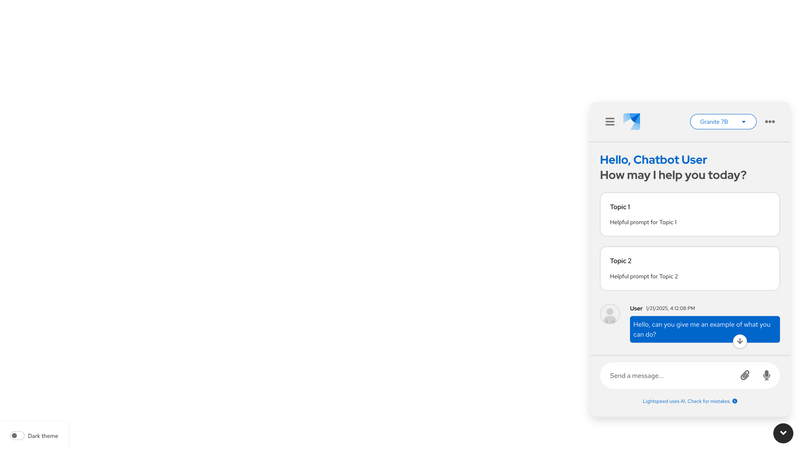 Granite 7B
Hello, Chatbot User
How may I help you today?
Topic 1
Helpful prompt for Topic 1
Topic 2
Helpful prompt for Topic 2
User 1/21/2025, 4:12:08 PM
Hello, can you give me an example of what you
can do?
Send a message...
Lightspeed uses AI. Check for mistakes.
Dark theme